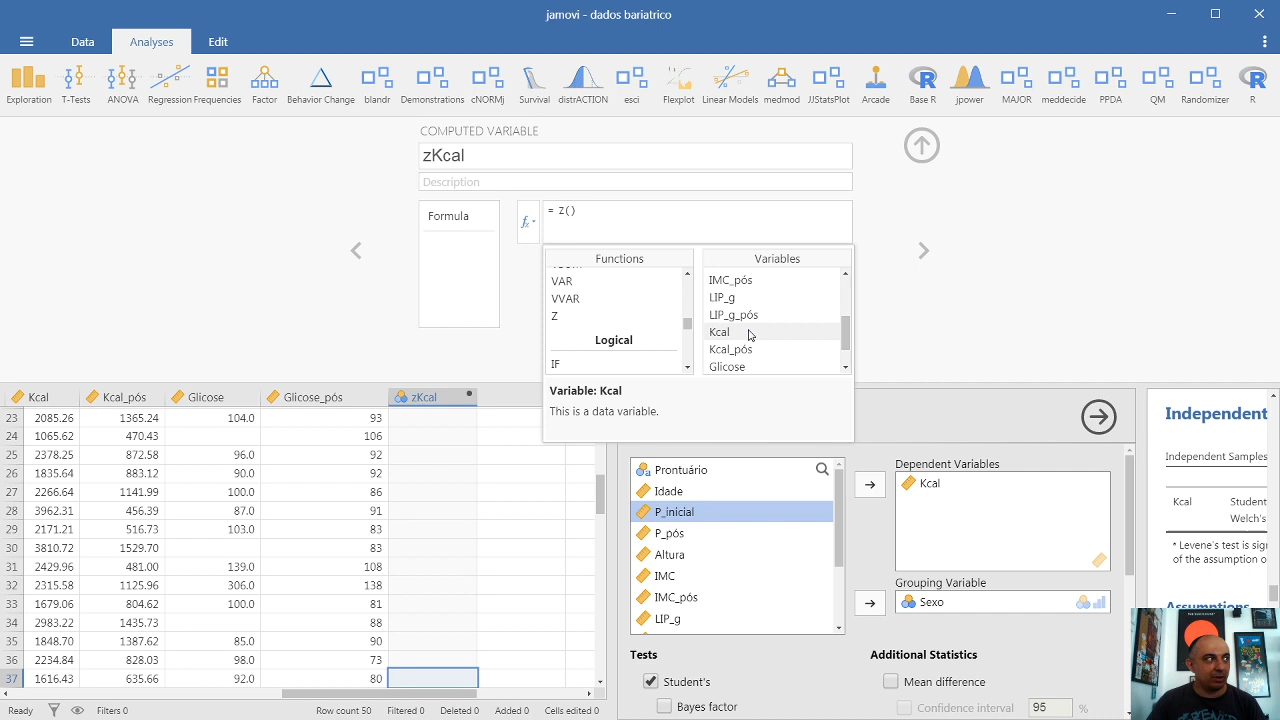 jamovi - dados bariatrico
Data Analyses Edit
Exploration T-Tests ANOVA Regression Frequencies Factor Behavior Change blandr Demonstrations cNORMj Survival distrACTION esci Flexplot Linear Models medmod JJStatsPlot Arcade Base R jpower MAJOR meddecide PPDA QM Randomizer R
COMPUTED VARIABLE
zKcal
Description
Formula
fx
= Z()
Functions
VAR
VVAR
Z
Logical
IF
Variables
IMC_pós
LIP_g
LIP_g_pós
Kcal
Kcal_pós
Glicose
Variable: Kcal
This is a data variable.
Kcal Kcal_pós Glicose Glicose_pós zKcal
23 2085.26 1365.24 104.0 93
24 1065.62 470.43 106
25 2378.25 872.58 96.0 92
26 1835.64 883.12 90.0 92
27 2266.64 1141.99 100.0 86
28 3962.31 456.39 87.0 91
29 2171.21 516.73 103.0 83
30 3810.72 1529.70 83
31 2429.96 481.00 139.0 108
32 2315.58 1125.96 306.0 138
33 1679.06 804.62 100.0 81
34 2983.22 1435.73 88
35 1848.70 1387.62 85.0 90
36 2234.84 828.03 98.0 73
37 1616.43 635.66 92.0 80
Prontuário
Idade
P_inicial
P_pós
Altura
IMC
IMC_pós
LIP_g
Dependent Variables
Kcal
Grouping Variable
Sexo
Tests
Student's
Bayes factor
Additional Statistics
Mean difference
Confidence interval 95 %
Independent
Independent Samples
Kcal Student
Welch's
ᵃ Levene's test is sig
of the assumption o
Assumptions
Ready Filters 0 Row count 50 Filtered 0 Deleted 0 Added 0 Cells edited 0